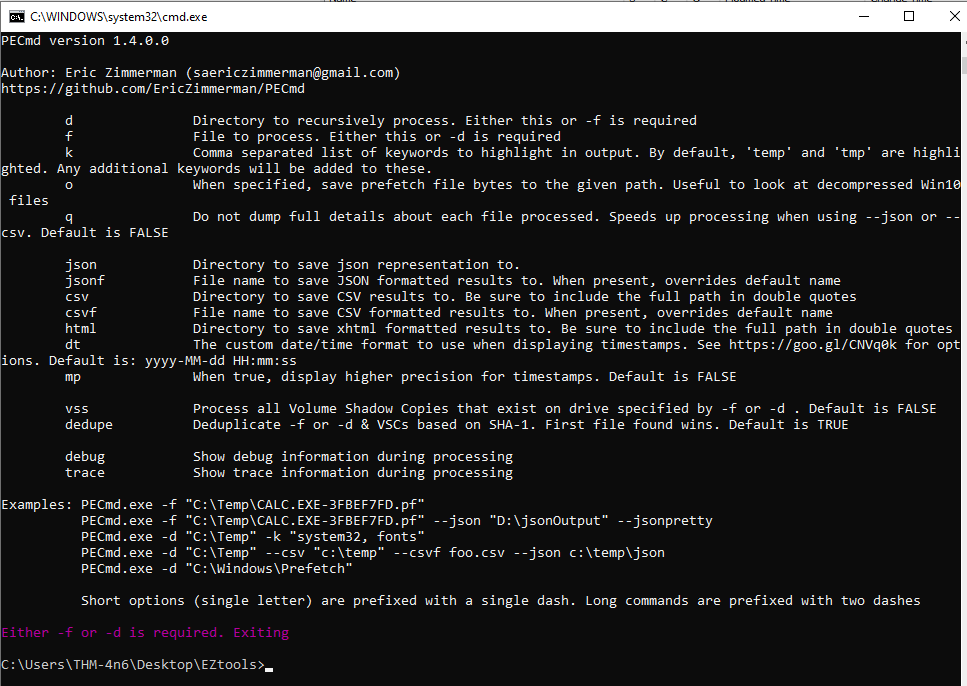 C:\WINDOWS\system32\cmd.exe
PECmd version 1.4.0.0
Author: Eric Zimmerman (saericzimmerman@gmail.com)
https://github.com/EricZimmerman/PECmd
d Directory to recursively process. Either this or -f is required
f File to process. Either this or -d is required
k Comma separated list of keywords to highlight in output. By default, 'temp' and 'tmp' are highli
ghted. Any additional keywords will be added to these.
o When specified, save prefetch file bytes to the given path. Useful to look at decompressed Win10
files
q Do not dump full details about each file processed. Speeds up processing when using --json or --
csv. Default is FALSE
json Directory to save json representation to.
jsonf File name to save JSON formatted results to. When present, overrides default name
csv Directory to save CSV results to. Be sure to include the full path in double quotes
csvf File name to save CSV formatted results to. When present, overrides default name
html Directory to save xhtml formatted results to. Be sure to include the full path in double quotes
dt The custom date/time format to use when displaying timestamps. See https://goo.gl/CNVq0k for opt
ions. Default is: yyyy-MM-dd HH:mm:ss
mp When true, display higher precision for timestamps. Default is FALSE
vss Process all Volume Shadow Copies that exist on drive specified by -f or -d . Default is FALSE
dedupe Deduplicate -f or -d & VSCs based on SHA-1. First file found wins. Default is TRUE
debug Show debug information during processing
trace Show trace information during processing
Examples: PECmd.exe -f "C:\Temp\CALC.EXE-3FBEF7FD.pf"
PECmd.exe -f "C:\Temp\CALC.EXE-3FBEF7FD.pf" --json "D:\jsonOutput" --jsonpretty
PECmd.exe -d "C:\Temp" -k "system32, fonts"
PECmd.exe -d "C:\Temp" --csv "c:\temp" --csvf foo.csv --json c:\temp\json
PECmd.exe -d "C:\Windows\Prefetch"
Short options (single letter) are prefixed with a single dash. Long commands are prefixed with two dashes
Either -f or -d is required. Exiting
C:\Users\THM-4n6\Desktop\EZtools>